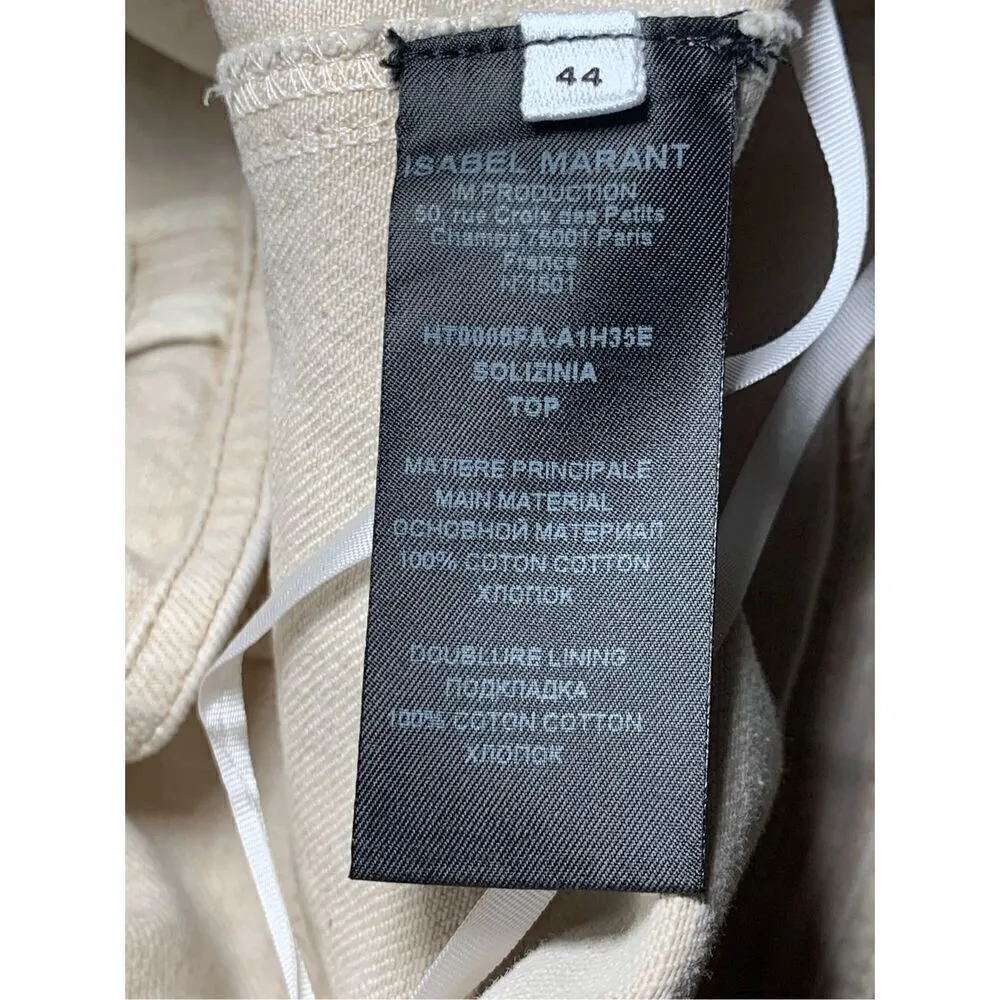 44
ISABEL MARANT
IM PRODUCTION
50, rue Croix des Petits
Champs,75001 Paris
France
N°1501
HT0006FA-A1H35E
SOLIZINIA
TOP
MATIERE PRINCIPALE
MAIN MATERIAL
ОСНОВНОЙ МАТЕРИАЛ
100% COTON COTTON
ХЛОПОК
DOUBLURE LINING
ПОДКЛАДКА
100% COTON COTTON
ХЛОПОК